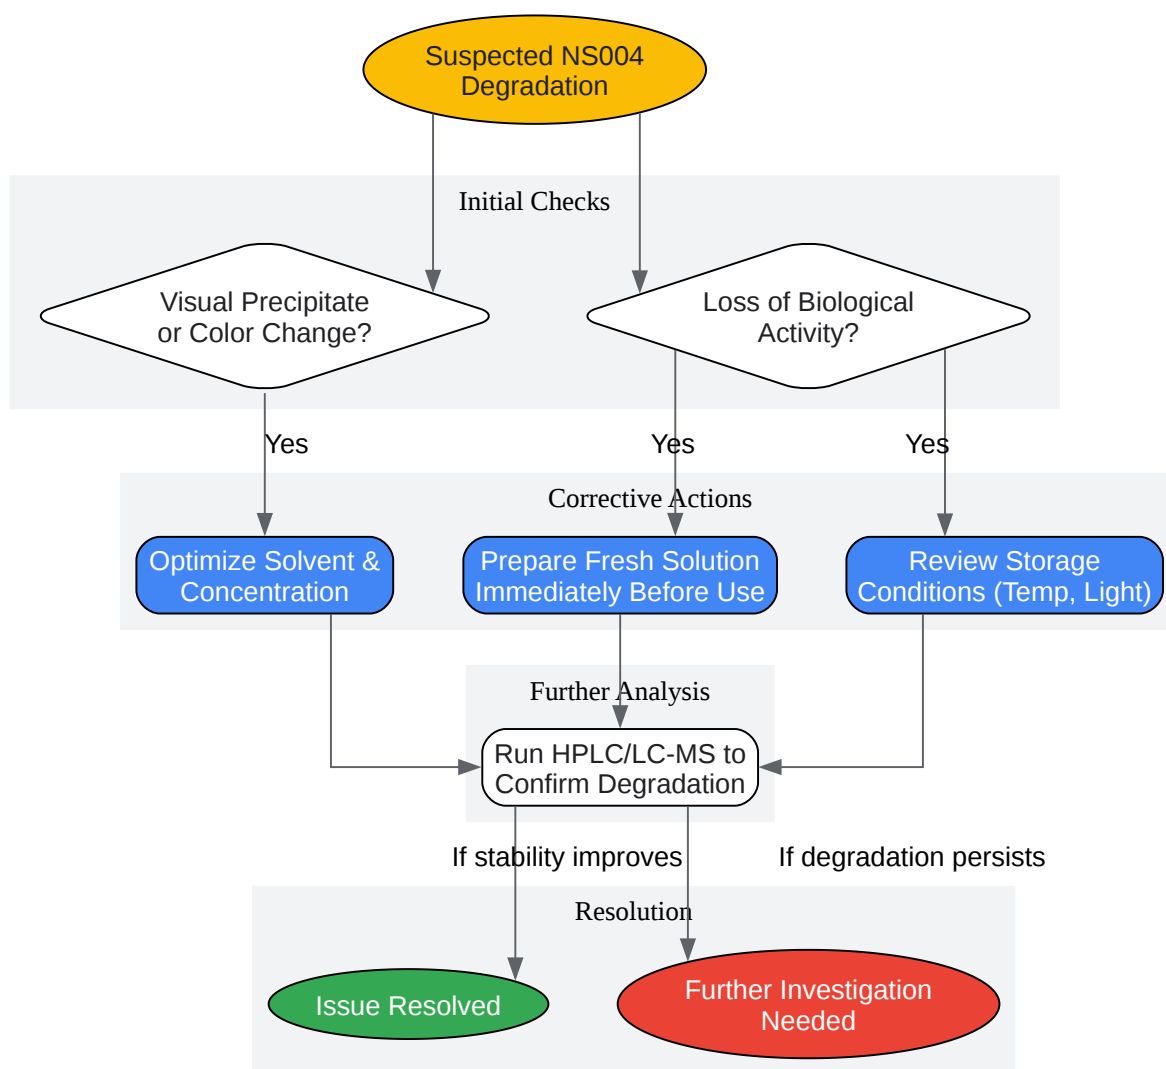 Suspected NS004
Degradation
Initial Checks
Visual Precipitate
or Color Change?
Loss of Biological
Activity?
Yes
Yes
Yes
Corrective Actions
Optimize Solvent &
Concentration
Prepare Fresh Solution
Immediately Before Use
Review Storage
Conditions (Temp, Light)
Further Analysis
Run HPLC/LC-MS to
Confirm Degradation
If stability improves
If degradation persists
Resolution
Issue Resolved
Further Investigation
Needed